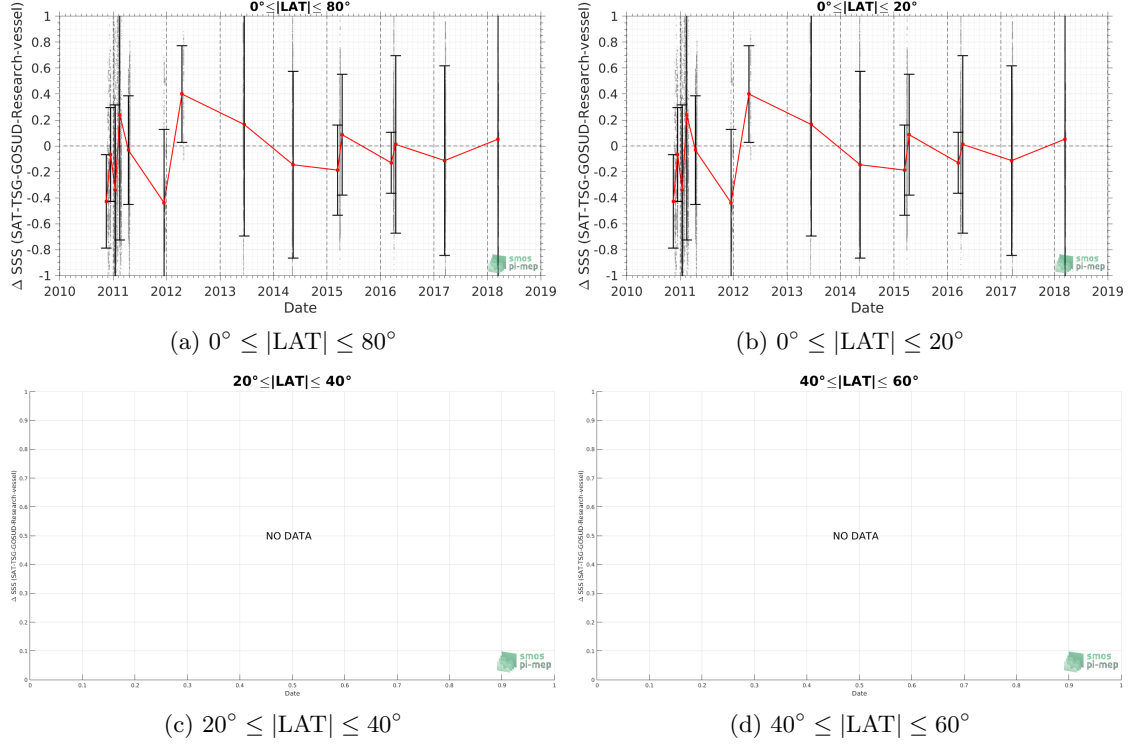 0°≤|LAT|≤ 80°
Δ SSS (SAT-TSG-GOSUD-Research-vessel)
1
0.8
0.6
0.4
0.2
0
-0.2
-0.4
-0.6
-0.8
-1
2010 2011 2012 2013 2014 2015 2016 2017 2018 2019
Date
smos
pi-mep
(a) 0° ≤ |LAT| ≤ 80°
0°≤|LAT|≤ 20°
Δ SSS (SAT-TSG-GOSUD-Research-vessel)
1
0.8
0.6
0.4
0.2
0
-0.2
-0.4
-0.6
-0.8
-1
2010 2011 2012 2013 2014 2015 2016 2017 2018 2019
Date
smos
pi-mep
(b) 0° ≤ |LAT| ≤ 20°
20°≤|LAT|≤ 40°
Δ SSS (SAT-TSG-GOSUD-Research-vessel)
1
0.9
0.8
0.7
0.6
0.5
0.4
0.3
0.2
0.1
0
NO DATA
0 0.1 0.2 0.3 0.4 0.5 0.6 0.7 0.8 0.9 1
Date
smos
pi-mep
(c) 20° ≤ |LAT| ≤ 40°
40°≤|LAT|≤ 60°
Δ SSS (SAT-TSG-GOSUD-Research-vessel)
1
0.9
0.8
0.7
0.6
0.5
0.4
0.3
0.2
0.1
0
NO DATA
0 0.1 0.2 0.3 0.4 0.5 0.6 0.7 0.8 0.9 1
Date
smos
pi-mep
(d) 40° ≤ |LAT| ≤ 60°